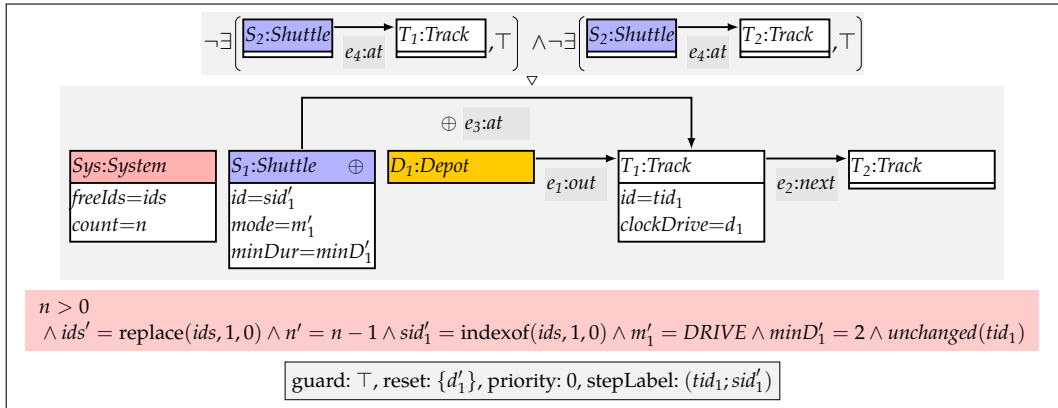 ¬∃( S₂:Shuttle e₄:at T₁:Track ,⊤ ) ∧¬∃( S₂:Shuttle e₄:at T₂:Track ,⊤ )
▽
⊕ e₃:at
Sys:System S₁:Shuttle ⊕ D₁:Depot T₁:Track T₂:Track
e₁:out e₂:next
freeIds=ids id=sid′₁ id=tid₁
count=n mode=m′₁ clockDrive=d₁
minDur=minD′₁
n > 0
∧ ids′ = replace(ids, 1, 0) ∧ n′ = n − 1 ∧ sid′₁ = indexof(ids, 1, 0) ∧ m′₁ = DRIVE ∧ minD′₁ = 2 ∧ unchanged(tid₁)
guard: ⊤, reset: {d′₁}, priority: 0, stepLabel: (tid₁; sid′₁)